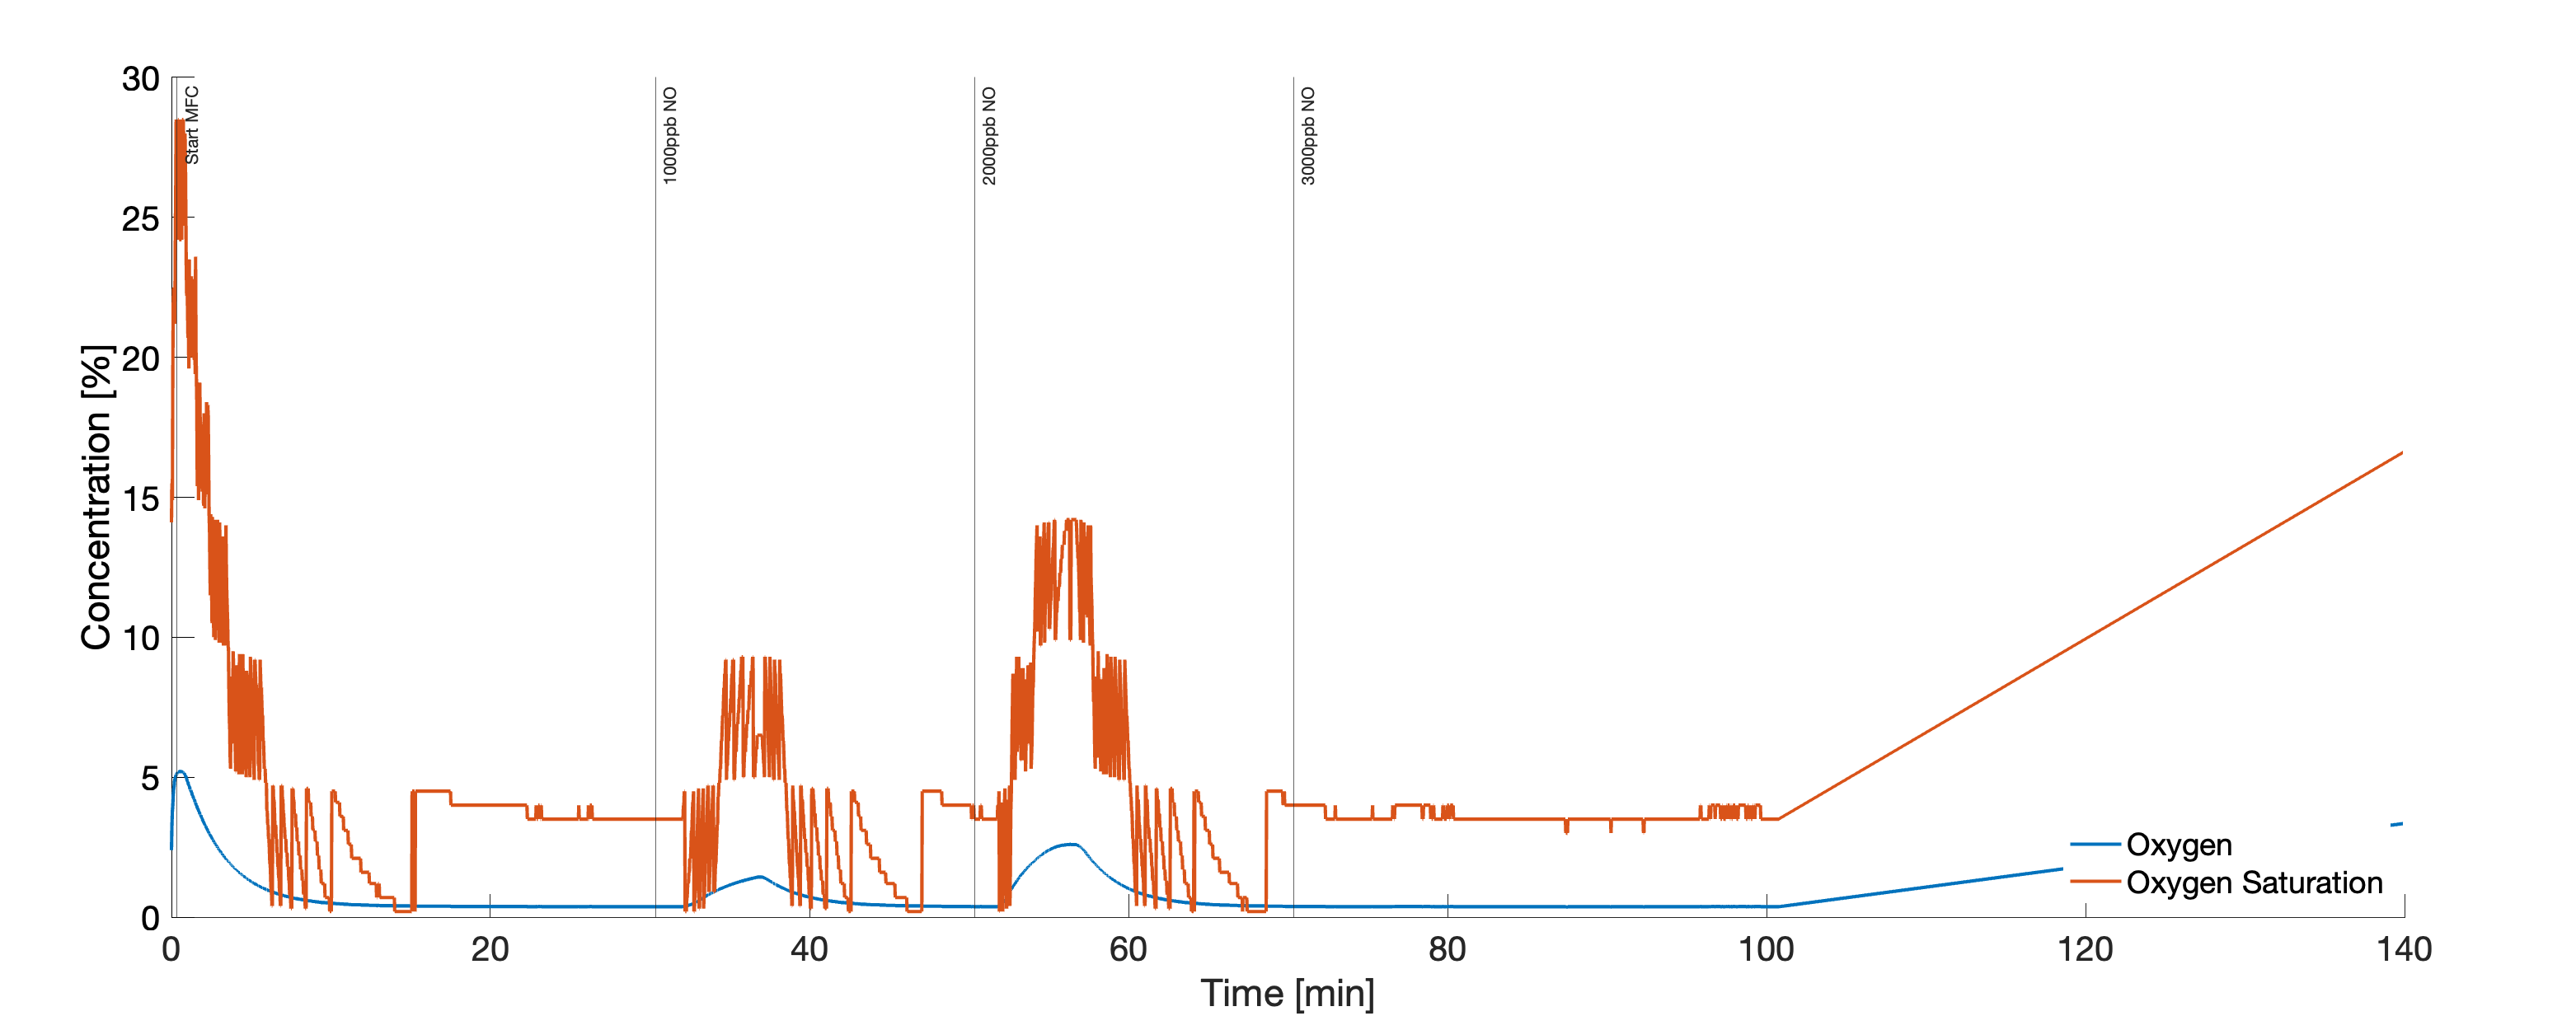 30
25
20
15
10
5
0
Concentration [%]
Start MFC
1000ppb NO
2000ppb NO
3000ppb NO
Oxygen
Oxygen Saturation
0 20 40 60 80 100 120 140
Time [min]